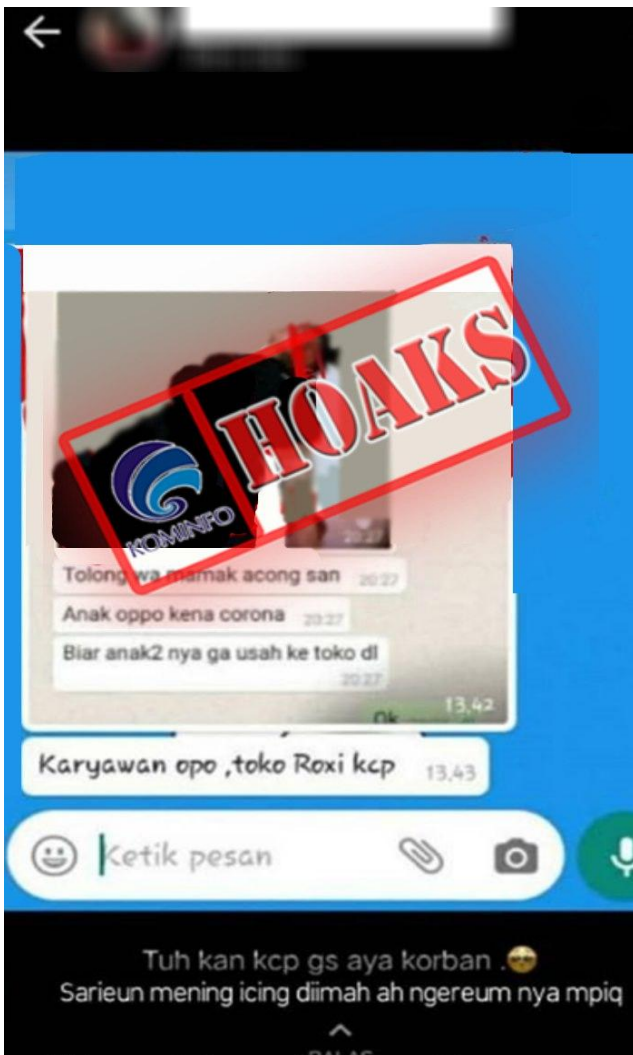 HOAKS
KOMINFO
20:27
Tolong wa mamak acong san 20:27
Anak oppo kena corona 20:27
Biar anak2 nya ga usah ke toko dl
20:27
13,42
Ok
Karyawan opo ,toko Roxi kcp 13,43
Ketik pesan
Tuh kan kcp gs aya korban .😎
Sarieun mening icing diimah ah ngereum nya mpiq
BALAS